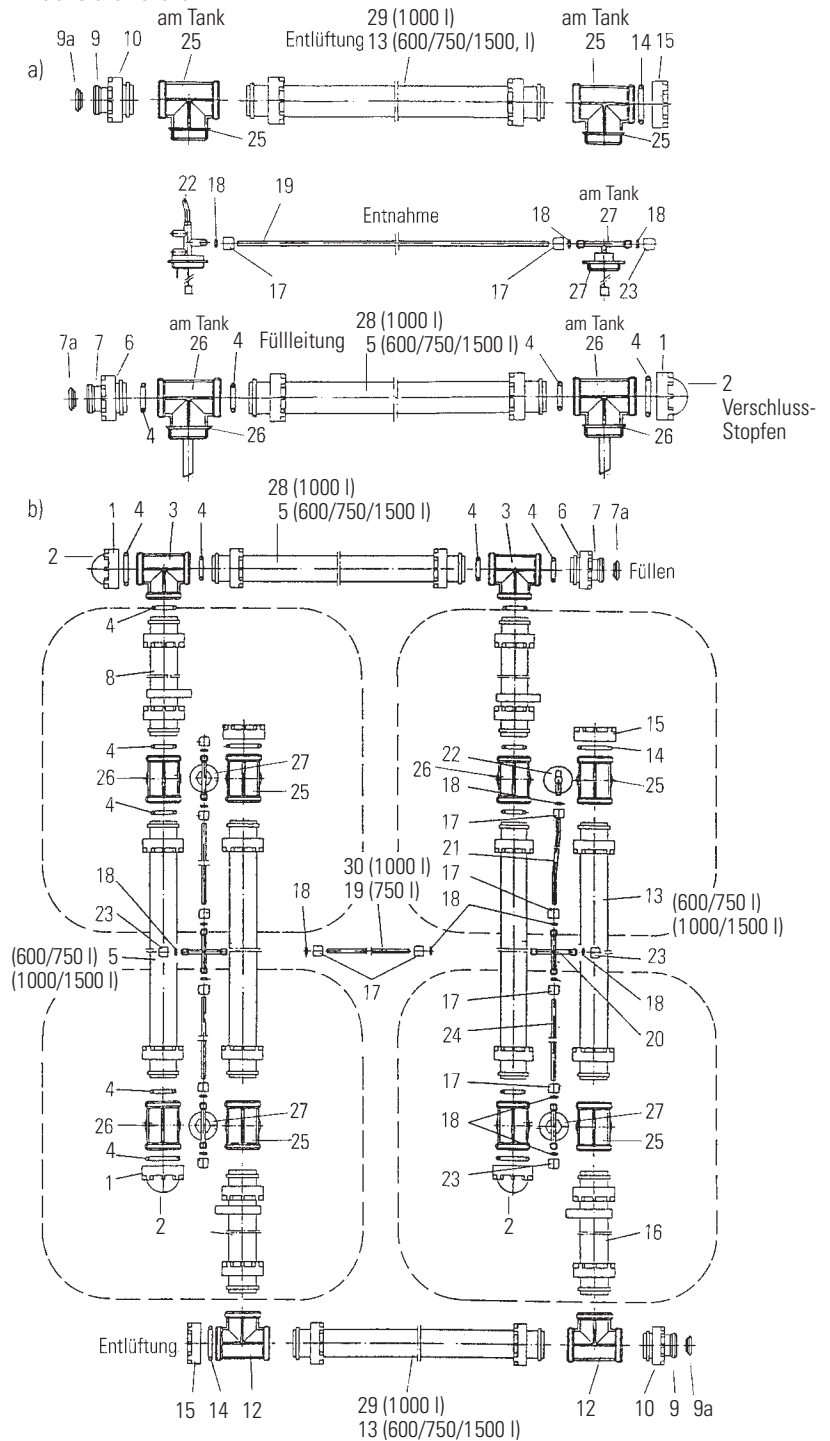 am Tank
29 (1000 l)
am Tank
9a 9 10 25 Entlüftung 13 (600/750/1500, l) 25 14 15
a)
25 25
22 18 19 Entnahme am Tank
18 27 18
17 17 27 23
28 (1000 l)
am Tank am Tank
7a 7 6 26 4 Füllleitung 5 (600/750/1500 l) 4 26 4 1
2
Verschluss-
Stopfen
4 26 26
28 (1000 l)
b) 1 4 3 4 5 (600/750/1500 l) 4 3 4 6 7 7a
2
Füllen
4
8
15
4 22 14
26 27 26 25
25 18
4 17
30 (1000 l) 21
19 (750 l) 13
18 18 17 (600/750 l)
23 18 (1000/1500 l)
(600/750 l) 5 23
(1000/1500 l) 17 17 18
24 20
4 17
26 27 18 27
4 25 25
1 23
2 2
16
Entlüftung
15 14 12 29 (1000 l) 12 10 9 9a
13 (600/750/1500 l)